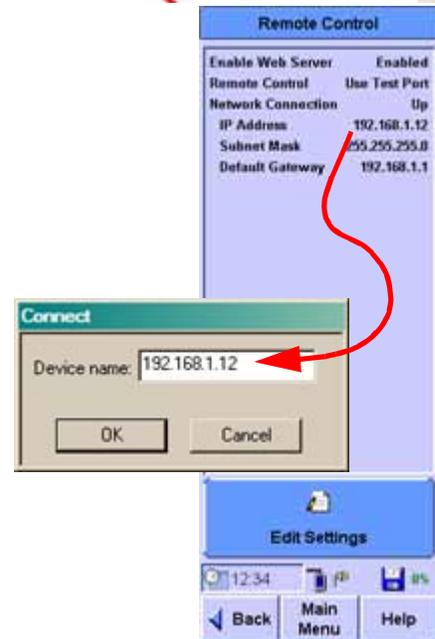 Remote Control
Enable Web Server Enabled
Remote Control Use Test Port
Network Connection Up
IP Address 192.168.1.12
Subnet Mask 255.255.255.0
Default Gateway 192.168.1.1
Connect
Device name: 192.168.1.12
OK Cancel
Edit Settings
12:34
Back Main Menu Help